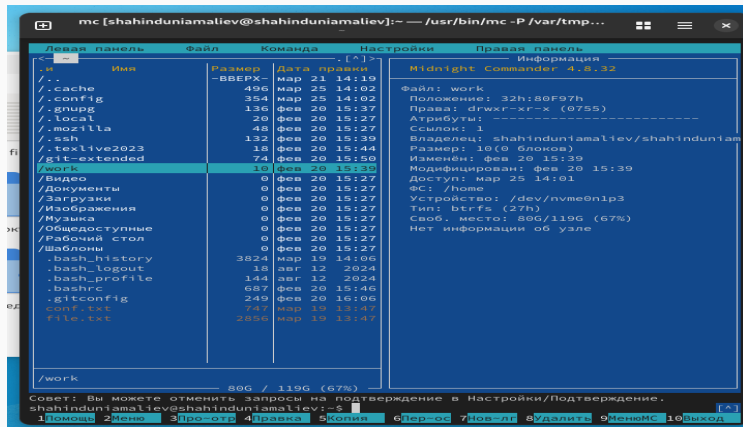 mc [shahinduniamaliev@shahinduniamaliev]:~ — /usr/bin/mc -P /var/tmp...
Левая панель Файл Команда Настройки Правая панель
<— ~ .[^]>
.и Имя Размер Дата правки
/.. -ВВЕРХ- мар 21 14:19
/.cache 496 мар 25 14:02
/.config 354 мар 25 14:02
/.gnupg 136 фев 20 15:37
/.local 20 фев 20 15:27
/.mozilla 48 фев 20 15:27
/.ssh 132 фев 20 15:39
/.texlive2023 18 фев 20 15:44
/git-extended 74 фев 20 15:50
/work 10 фев 20 15:39
/Видео 0 фев 20 15:27
/Документы 0 фев 20 15:27
/Загрузки 0 фев 20 15:27
/Изображения 0 фев 20 15:27
/Музыка 0 фев 20 15:27
/Общедоступные 0 фев 20 15:27
/Рабочий стол 0 фев 20 15:27
/Шаблоны 0 фев 20 15:27
.bash_history 3824 мар 19 14:06
.bash_logout 18 авг 12 2024
.bash_profile 144 авг 12 2024
.bashrc 687 фев 20 15:46
.gitconfig 249 фев 20 16:06
conf.txt 747 мар 19 13:47
file.txt 2856 мар 19 13:47
/work
80G / 119G (67%)
Информация
Midnight Commander 4.8.32
Файл: work
Положение: 32h:80F97h
Права: drwxr-xr-x (0755)
Атрибуты: ------------------------
Ссылок: 1
Владелец: shahinduniamaliev/shahinduniam
Размер: 10(0 блоков)
Изменён: фев 20 15:39
Модифицирован: фев 20 15:39
Доступ: мар 25 14:01
ФС: /home
Устройство: /dev/nvme0n1p3
Тип: btrfs (27h)
Своб. место: 80G/119G (67%)
Нет информации об узле
Совет: Вы можете отменить запросы на подтверждение в Настройки/Подтверждение.
shahinduniamaliev@shahinduniamaliev:~$ [^]
1Помощь 2Меню 3Про~отр 4Правка 5Копия 6Пер~ос 7Нов~лг 8Удалить 9МенюMC 10Выход